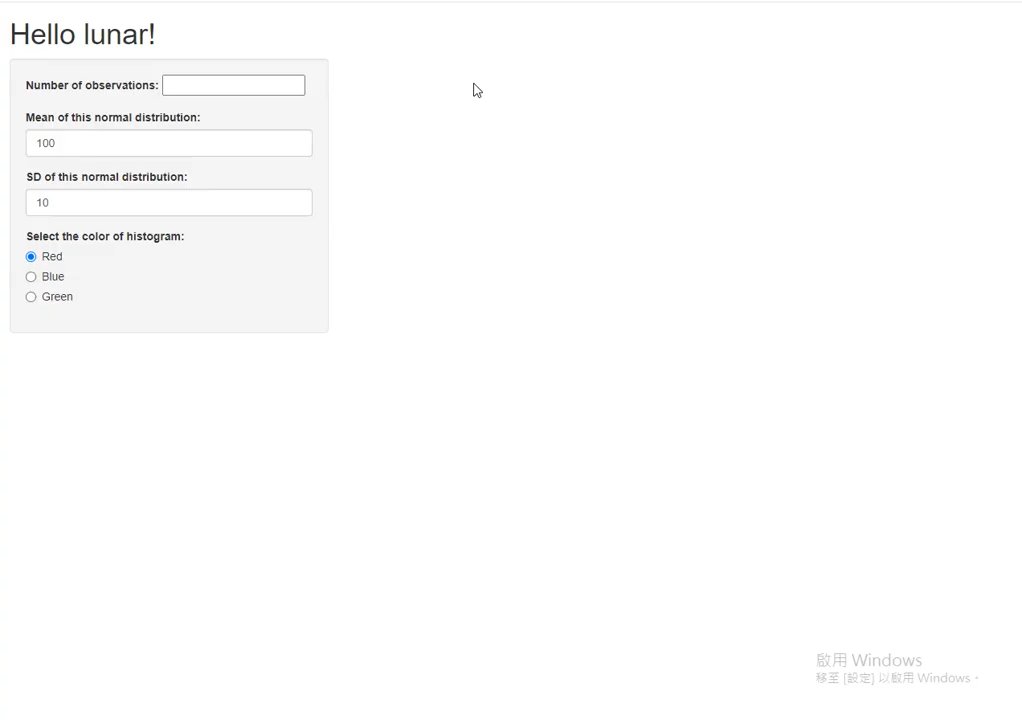 Hello lunar!
Number of observations:
Mean of this normal distribution:
100
SD of this normal distribution:
10
Select the color of histogram:
Red
Blue
Green
啟用 Windows
移至 [設定] 以啟用 Windows。